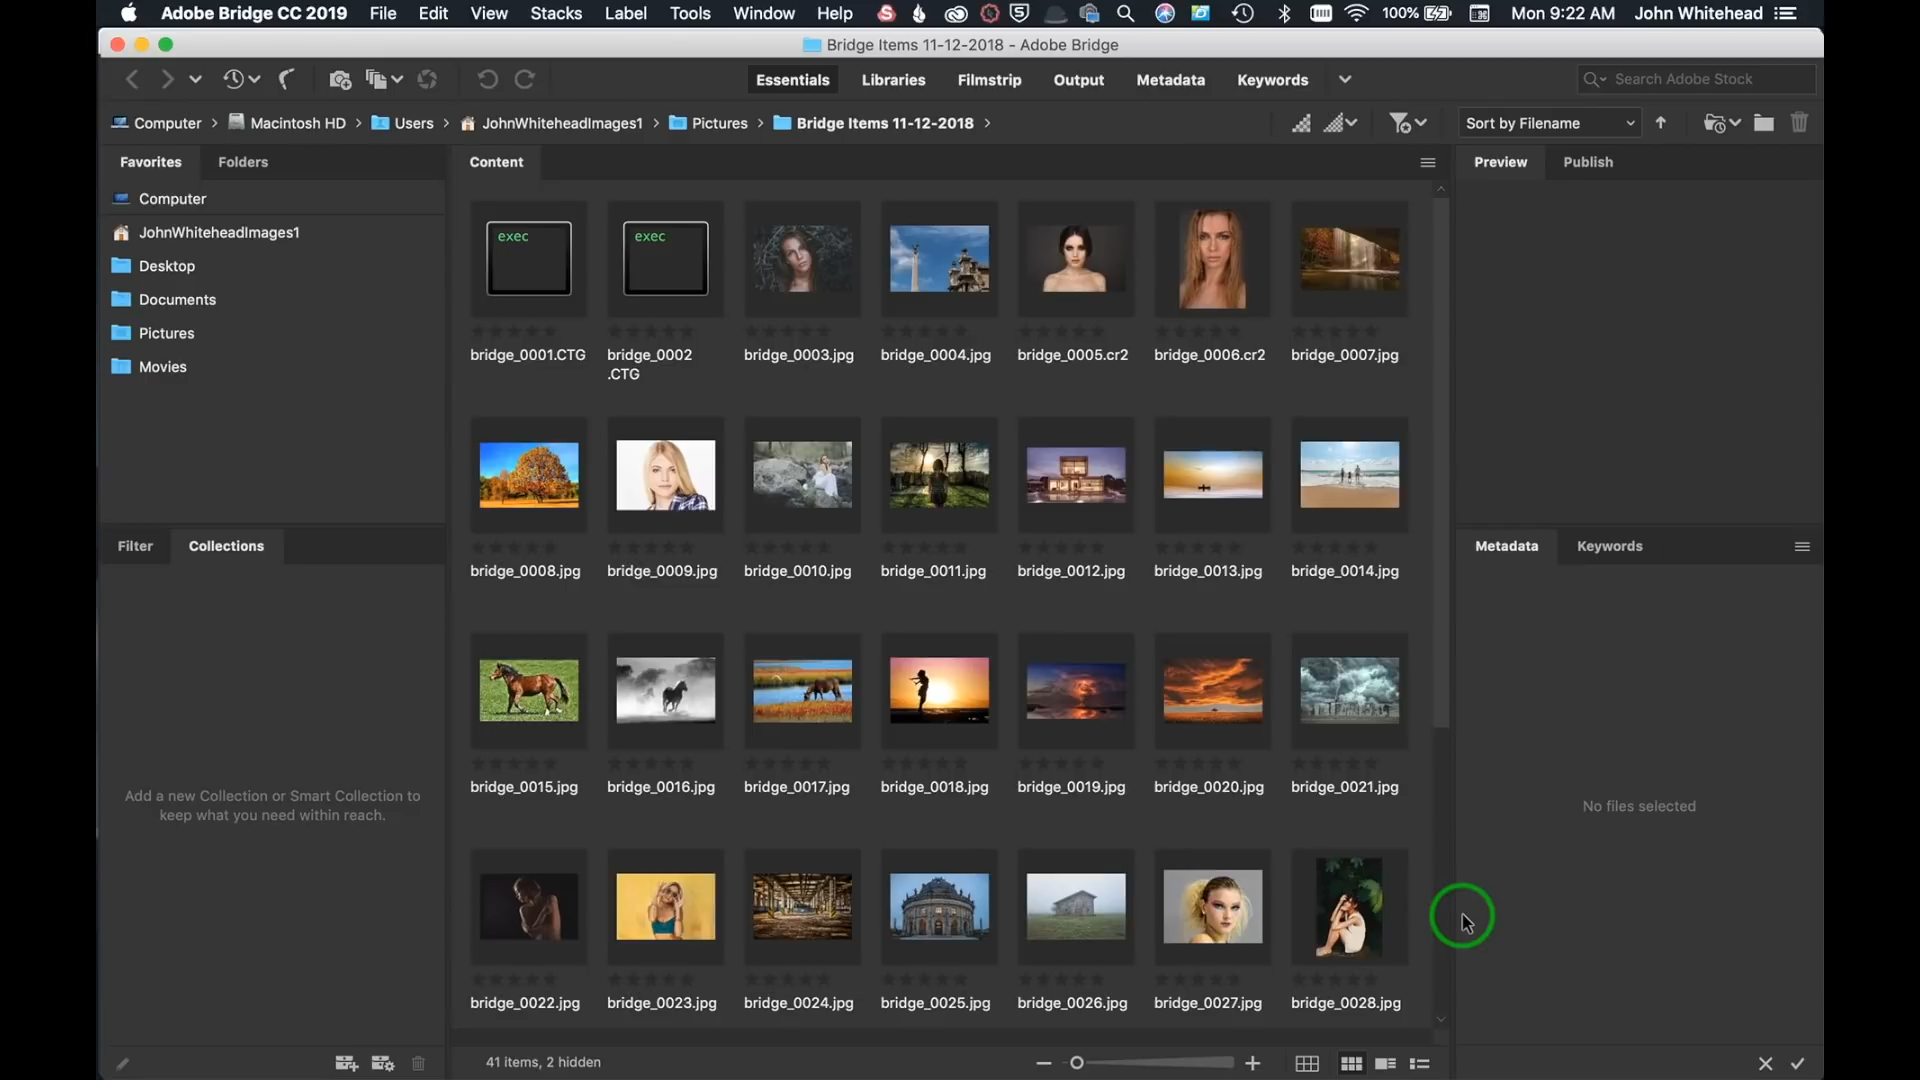 Adobe Bridge CC 2019 File Edit View Stacks Label Tools Window Help 100% Mon 9:22 AM John Whitehead
Bridge Items 11-12-2018 - Adobe Bridge
Essentials Libraries Filmstrip Output Metadata Keywords Search Adobe Stock
Computer Macintosh HD Users JohnWhiteheadImages1 Pictures Bridge Items 11-12-2018 Sort by Filename
Favorites Folders Content Preview Publish
Computer
JohnWhiteheadImages1
Desktop
Documents
Pictures
Movies
exec exec
bridge_0001.CTG bridge_0002 bridge_0003.jpg bridge_0004.jpg bridge_0005.cr2 bridge_0006.cr2 bridge_0007.jpg
.CTG
bridge_0008.jpg bridge_0009.jpg bridge_0010.jpg bridge_0011.jpg bridge_0012.jpg bridge_0013.jpg bridge_0014.jpg
Filter Collections Metadata Keywords
bridge_0015.jpg bridge_0016.jpg bridge_0017.jpg bridge_0018.jpg bridge_0019.jpg bridge_0020.jpg bridge_0021.jpg
Add a new Collection or Smart Collection to
keep what you need within reach.
No files selected
bridge_0022.jpg bridge_0023.jpg bridge_0024.jpg bridge_0025.jpg bridge_0026.jpg bridge_0027.jpg bridge_0028.jpg
41 items, 2 hidden